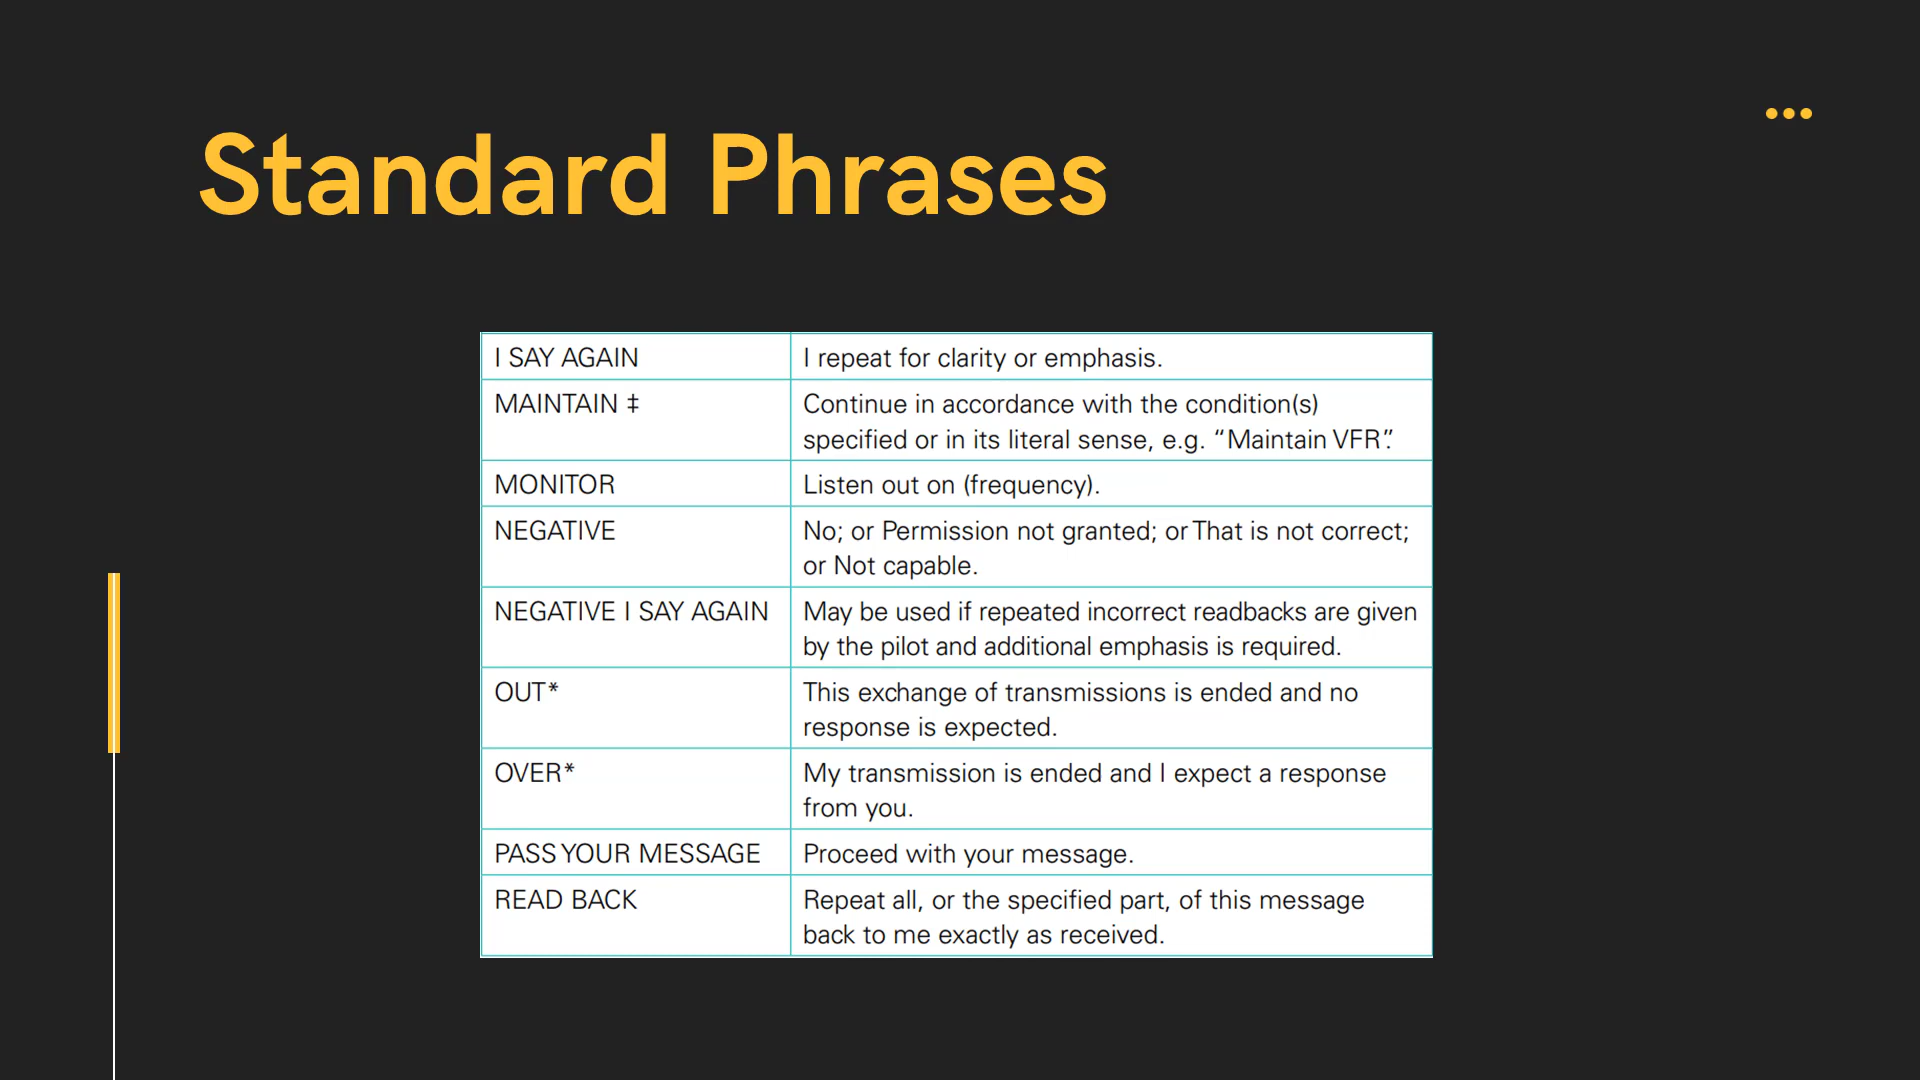 Standard Phrases
I SAY AGAIN
I repeat for clarity or emphasis.
MAINTAIN ‡
Continue in accordance with the condition(s)
specified or in its literal sense, e.g. “Maintain VFR”.
MONITOR
Listen out on (frequency).
NEGATIVE
No; or Permission not granted; or That is not correct;
or Not capable.
NEGATIVE I SAY AGAIN
May be used if repeated incorrect readbacks are given
by the pilot and additional emphasis is required.
OUT*
This exchange of transmissions is ended and no
response is expected.
OVER*
My transmission is ended and I expect a response
from you.
PASS YOUR MESSAGE
Proceed with your message.
READ BACK
Repeat all, or the specified part, of this message
back to me exactly as received.